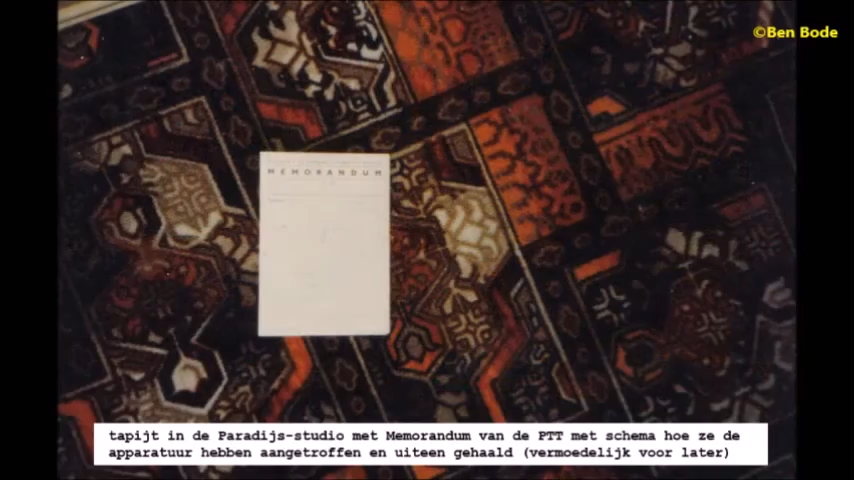 ©Ben Bode
MEMORANDUM
tapijt in de Paradijs-studio met Memorandum van de PTT met schema hoe ze de
apparatuur hebben aangetroffen en uiteen gehaald (vermoedelijk voor later)